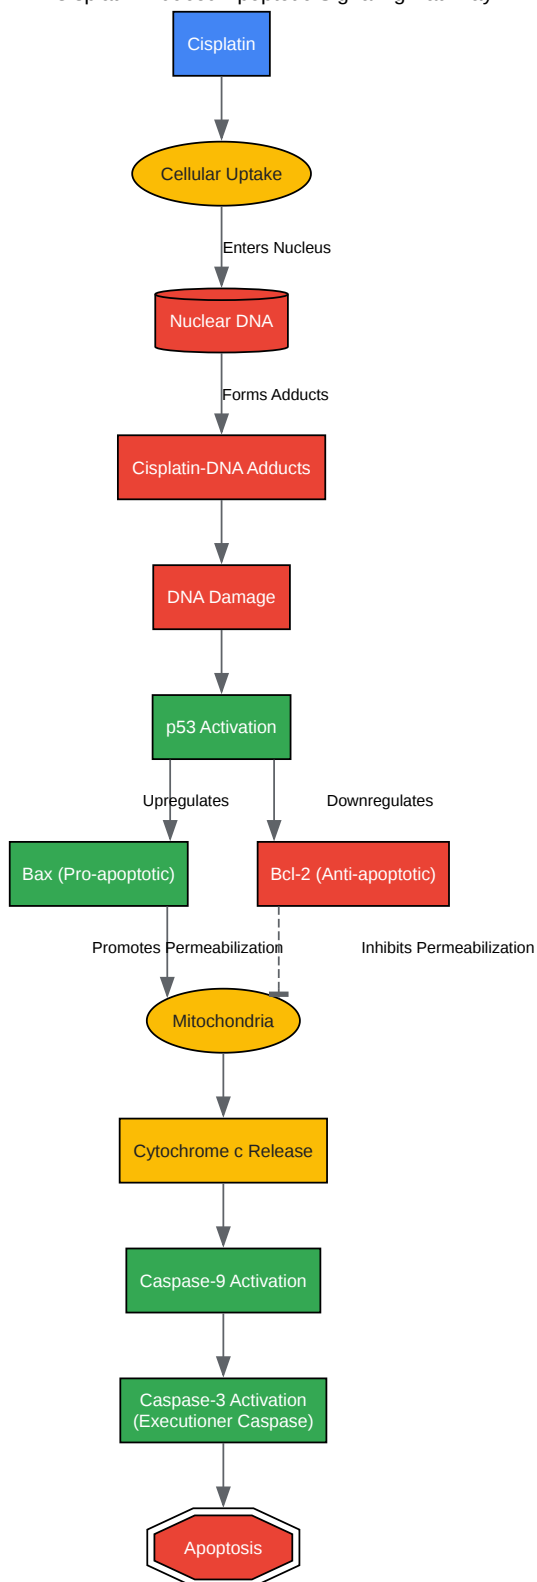 Cisplatin
Cellular Uptake
Enters Nucleus
Nuclear DNA
Forms Adducts
Cisplatin-DNA Adducts
DNA Damage
p53 Activation
Upregulates
Downregulates
Bax (Pro-apoptotic)
Bcl-2 (Anti-apoptotic)
Promotes Permeabilization
Inhibits Permeabilization
Mitochondria
Cytochrome c Release
Caspase-9 Activation
Caspase-3 Activation
(Executioner Caspase)
Apoptosis